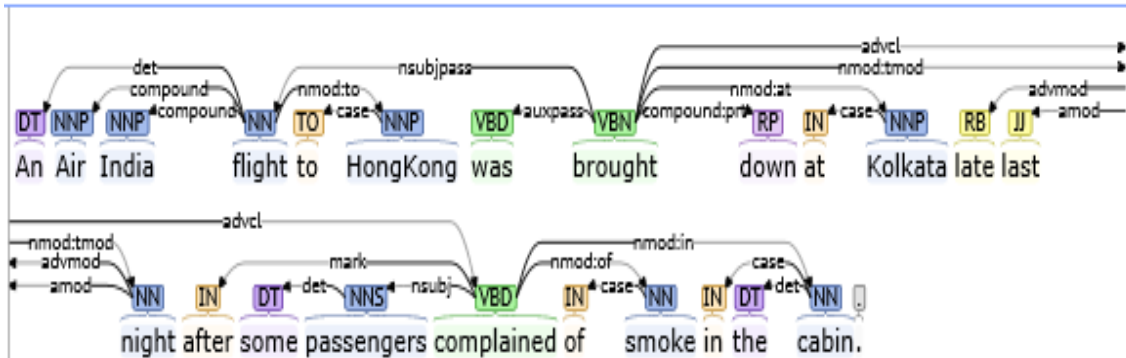 advcl
det nsubjpass nmod:tmod
compound nmod:to nmod:at advmod
compound case auxpass compound:prt case amod
DT NNP NNP NN TO NNP VBD VBN RP IN NNP RB JJ
An Air India flight to HongKong was brought down at Kolkata late last
advcl
nmod:tmod nmod:in
advmod mark nmod:of case
amod det nsubj case det
NN IN DT NNS VBD IN NN IN DT NN .
night after some passengers complained of smoke in the cabin.